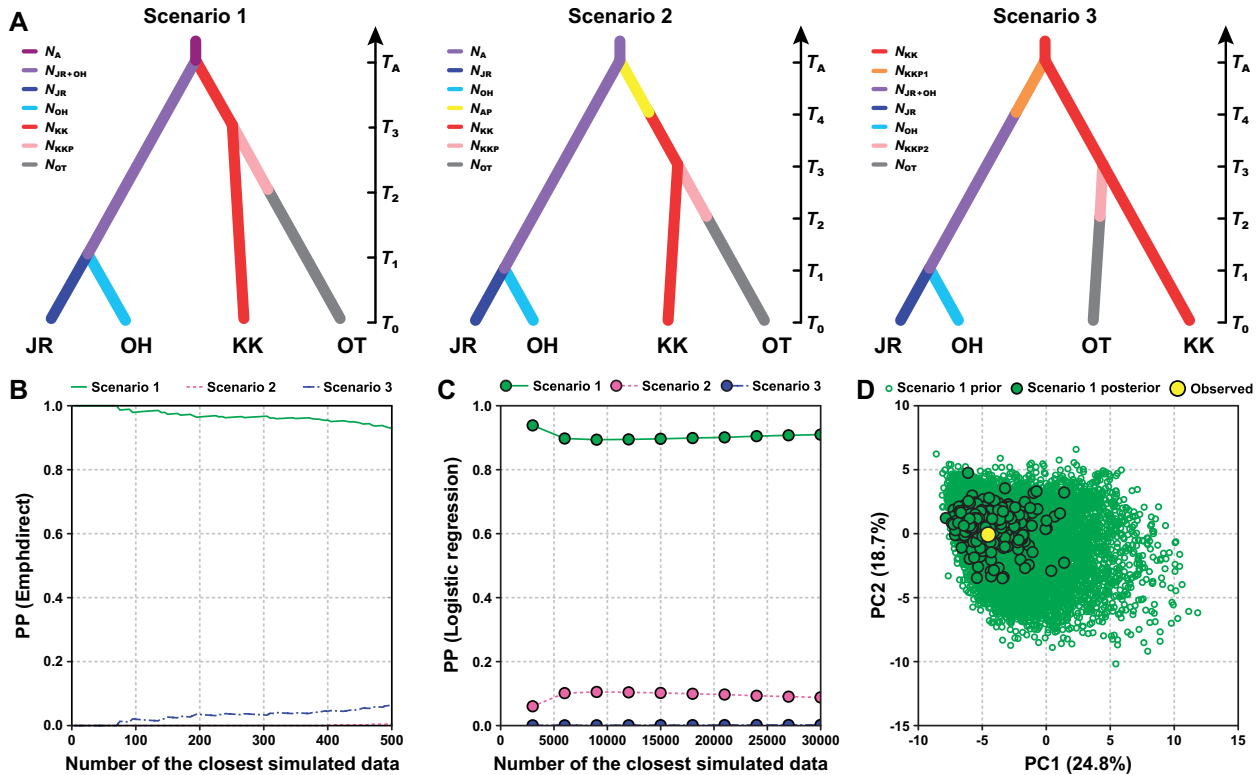 A
Scenario 1
N_A
N_JR+OH
N_JR
N_OH
N_KK
N_KKP
N_OT
T_A
T_3
T_2
T_1
T_0
JR OH KK OT
Scenario 2
N_A
N_JR
N_OH
N_AP
N_KK
N_KKP
N_OT
T_A
T_4
T_3
T_2
T_1
T_0
JR OH KK OT
Scenario 3
N_KK
N_KKP1
N_JR+OH
N_JR
N_OH
N_KKP2
N_OT
T_A
T_4
T_3
T_2
T_1
T_0
JR OH OT KK
B
Scenario 1 Scenario 2 Scenario 3
PP (Emphdirect)
1.0
0.8
0.6
0.4
0.2
0.0
0 100 200 300 400 500
Number of the closest simulated data
C
Scenario 1 Scenario 2 Scenario 3
PP (Logistic regression)
1.0
0.8
0.6
0.4
0.2
0.0
0 5000 10000 15000 20000 25000 30000
Number of the closest simulated data
D
Scenario 1 prior Scenario 1 posterior Observed
PC2 (18.7%)
10
5
0
-5
-10
-15
-10 -5 0 5 10 15
PC1 (24.8%)